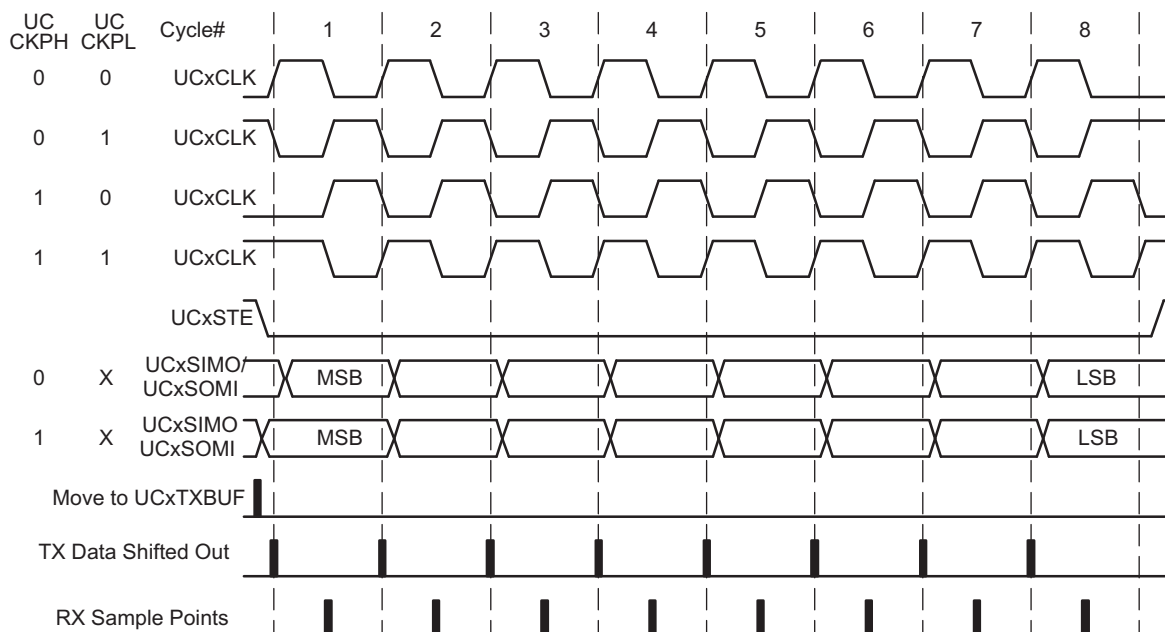 UC CKPH
UC CKPL
Cycle# 1 2 3 4 5 6 7 8
0 0 UCxCLK
0 1 UCxCLK
1 0 UCxCLK
1 1 UCxCLK
UCxSTE
0 X UCxSIMO/
UCxSOMI
MSB LSB
1 X UCxSIMO
UCxSOMI
MSB LSB
Move to UCxTXBUF
TX Data Shifted Out
RX Sample Points